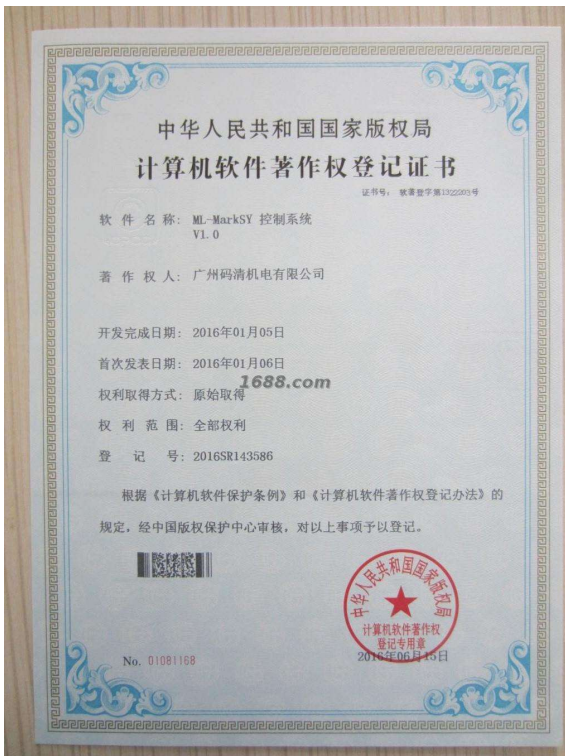 中华人民共和国国家版权局
计算机软件著作权登记证书
证书号： 软著登字第1322203号
软 件 名 称： ML-MarkSY 控制系统
V1.0
著 作 权 人： 广州码清机电有限公司
开发完成日期： 2016年01月05日
首次发表日期： 2016年01月06日
1688.com
权利取得方式： 原始取得
权 利 范 围： 全部权利
登 记 号： 2016SR143586
根据《计算机软件保护条例》和《计算机软件著作权登记办法》的
规定，经中国版权保护中心审核，对以上事项予以登记。
中华人民共和国国家版权局
计算机软件著作权
登记专用章
2016年06月15日
No. 01081168